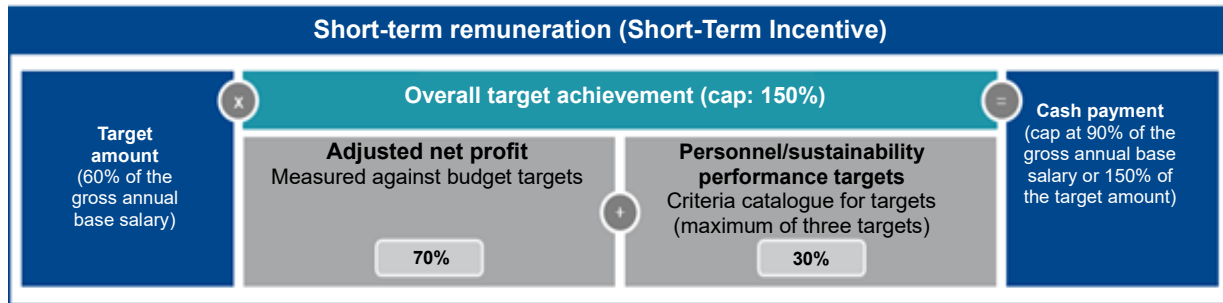 Short-term remuneration (Short-Term Incentive)
Target
amount
(60% of the
gross annual
base salary)
x
Overall target achievement (cap: 150%)
Adjusted net profit
Measured against budget targets
70%
+
Personnel/sustainability
performance targets
Criteria catalogue for targets
(maximum of three targets)
30%
=
Cash payment
(cap at 90% of the
gross annual base
salary or 150% of
the target amount)